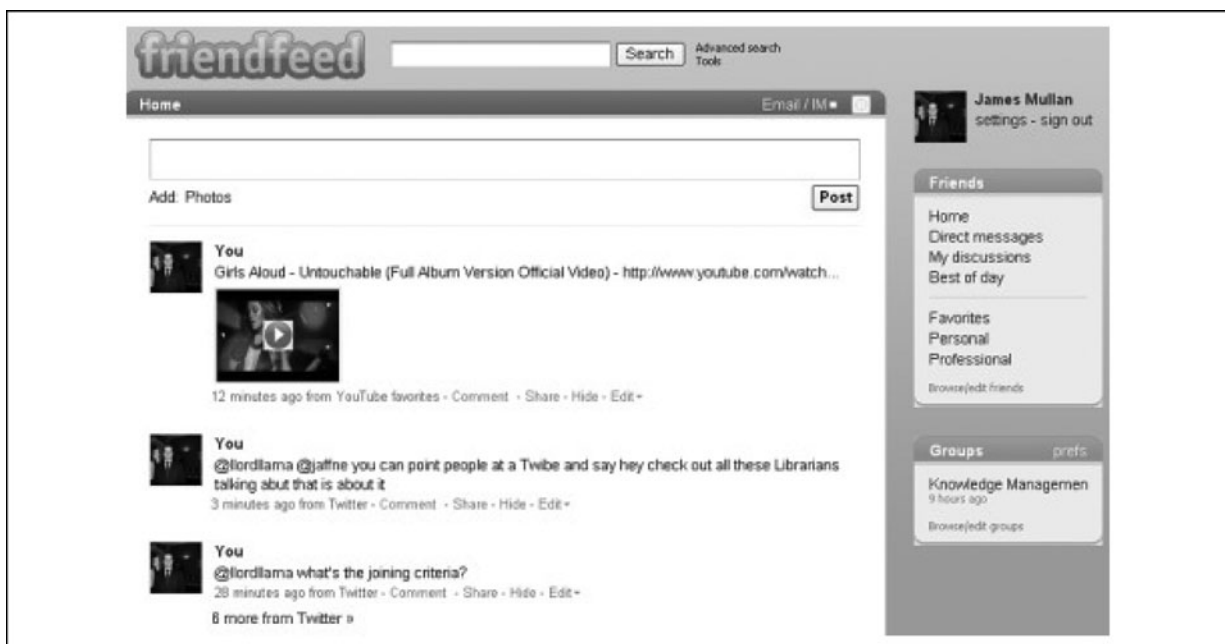 friendfeed
Search
Advanced search
Tools
Home
Email / IM
James Mullan
settings - sign out
Add: Photos
Post
You
Girls Aloud - Untouchable (Full Album Version Official Video) - http://www.youtube.com/watch...
12 minutes ago from YouTube favorites - Comment - Share - Hide - Edit
You
@llordllama @jaffne you can point people at a Twibe and say hey check out all these Librarians
talking abut that is about it
3 minutes ago from Twitter - Comment - Share - Hide - Edit
You
@llordllama what's the joining criteria?
28 minutes ago from Twitter - Comment - Share - Hide - Edit
6 more from Twitter »
Friends
Home
Direct messages
My discussions
Best of day
Favorites
Personal
Professional
Browse/edit friends
Groups
prefs
Knowledge Managemen
9 hours ago
Browse/edit groups